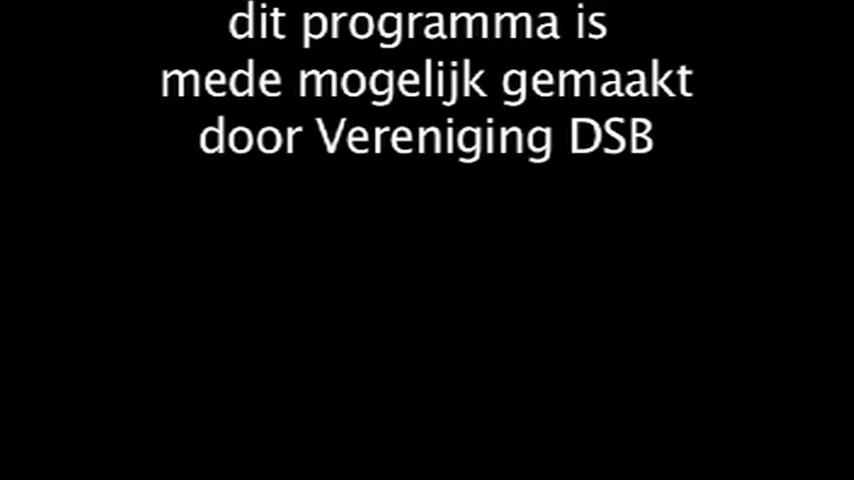 dit programma is
mede mogelijk gemaakt
door Vereniging DSB